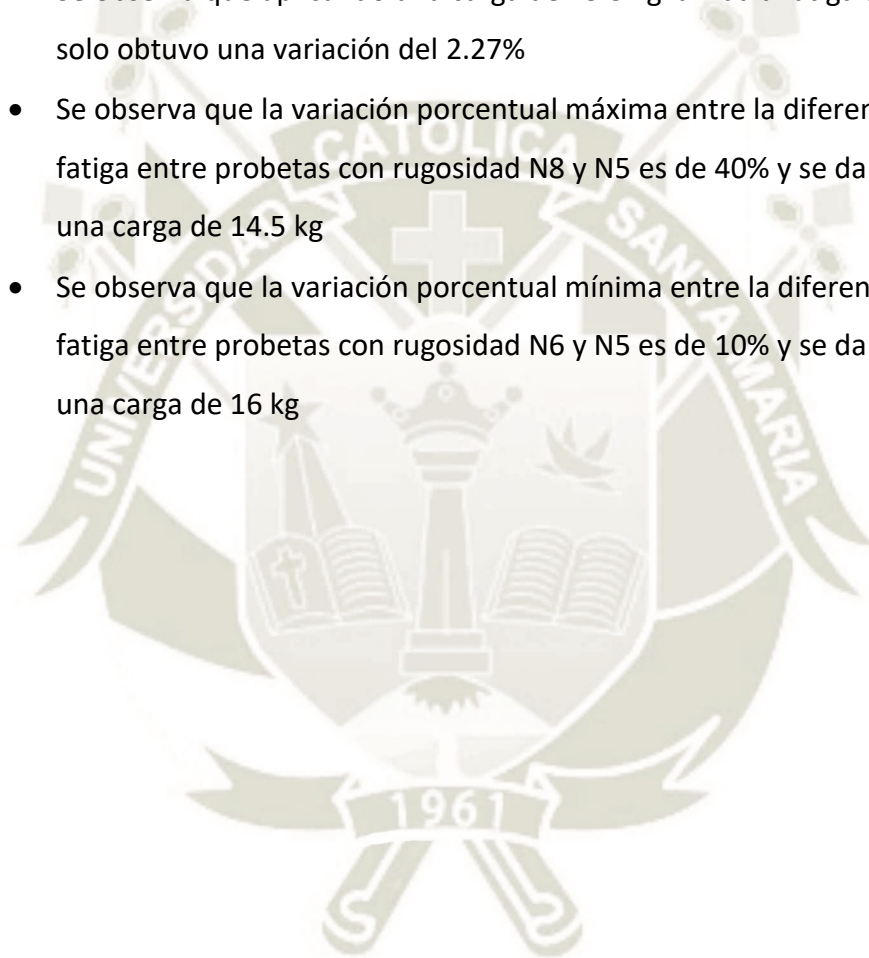 solo obtuvo una variación del 2.27%
• Se observa que la variación porcentual máxima entre la diferen
fatiga entre probetas con rugosidad N8 y N5 es de 40% y se da
una carga de 14.5 kg
• Se observa que la variación porcentual mínima entre la diferen
fatiga entre probetas con rugosidad N6 y N5 es de 10% y se da
una carga de 16 kg
UNIVERSIDAD CATOLICA SANTA MARIA
1961